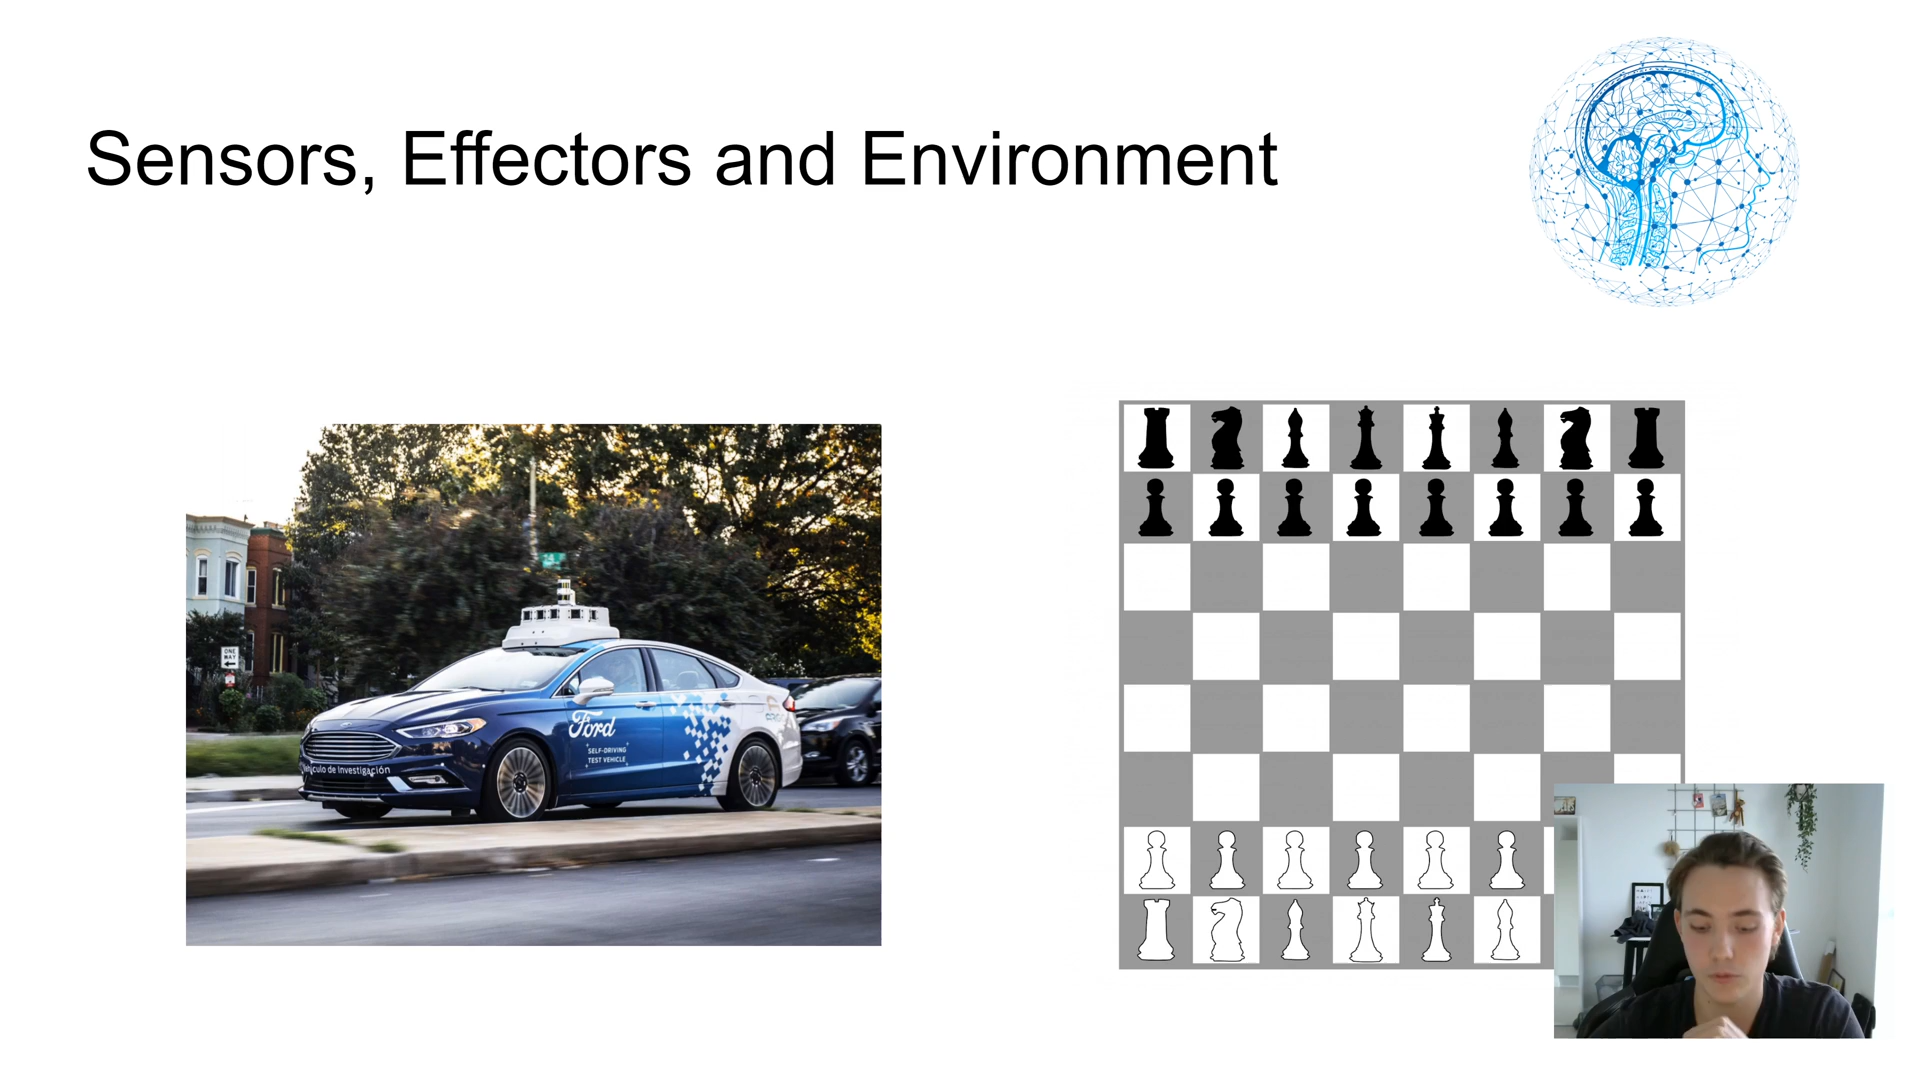 Sensors, Effectors and Environment
ONE
WAY
Ford
SELF-DRIVING
TEST VEHICLE
Vehículo de Investigación